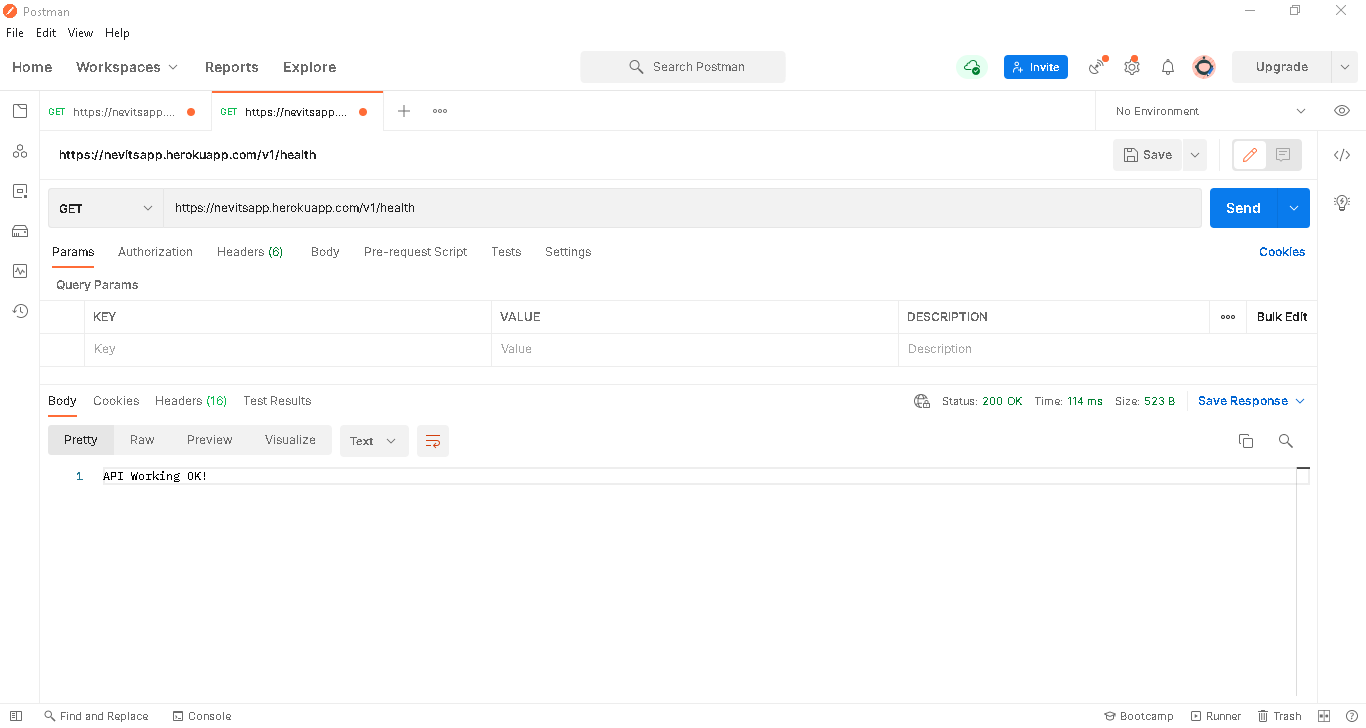 Postman
File Edit View Help
Home Workspaces Reports Explore Search Postman Invite Upgrade
GET https://nevitsapp.... GET https://nevitsapp.... No Environment
https://nevitsapp.herokuapp.com/v1/health Save
GET https://nevitsapp.herokuapp.com/v1/health Send
Params Authorization Headers (6) Body Pre-request Script Tests Settings Cookies
Query Params
KEY VALUE DESCRIPTION Bulk Edit
Key Value Description
Body Cookies Headers (16) Test Results Status: 200 OK Time: 114 ms Size: 523 B Save Response
Pretty Raw Preview Visualize Text
1 API Working OK!
Find and Replace Console Bootcamp Runner Trash